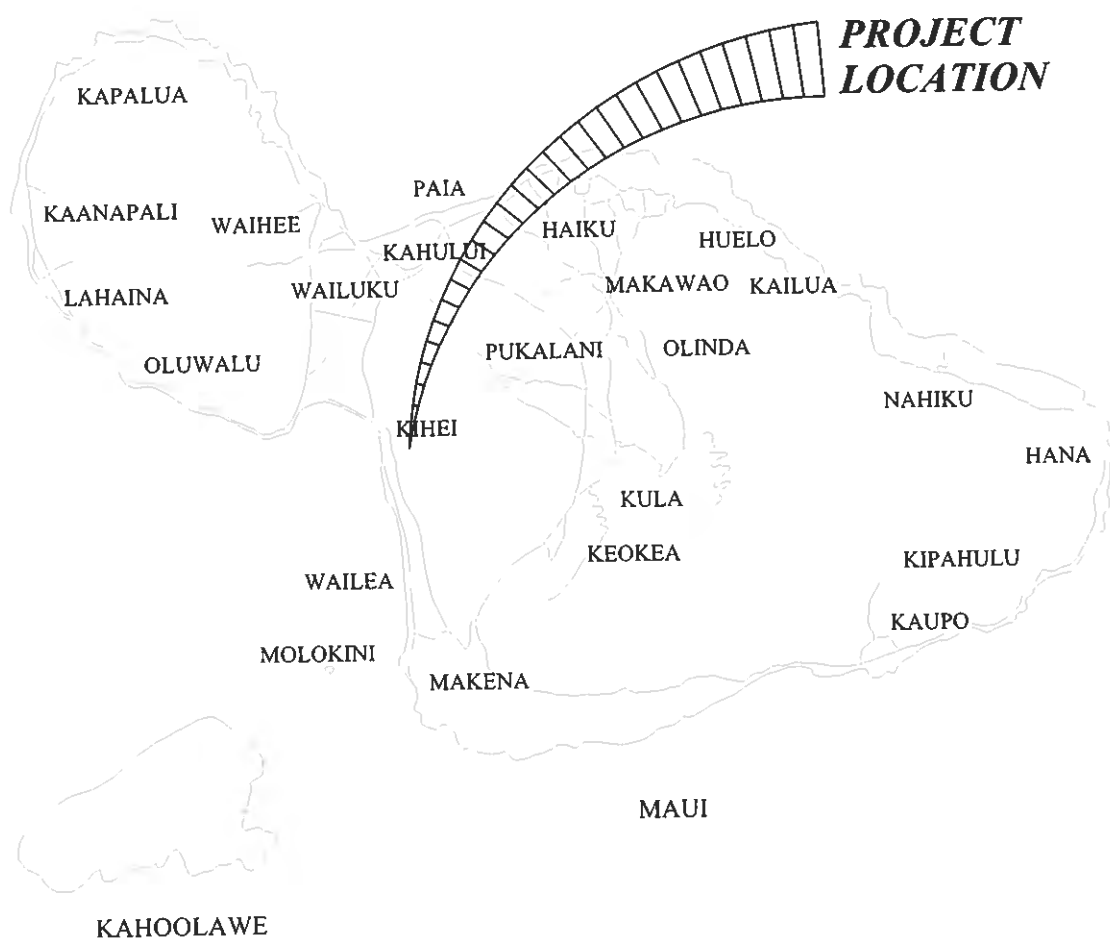 PROJECT
LOCATION
KAPALUA
PAIA
KAANAPALI
WAIHEE
HAIKU
HUELO
KAHULUI
LAHAINA
WAILUKU
MAKAWAO
KAILUA
OLUWALU
PUKALANI
OLINDA
NAHIKU
KIHEI
HANA
KULA
KEOKEA
KIPAHULU
WAILEA
KAUPO
MOLOKINI
MAKENA
MAUI
KAHOOLAWE